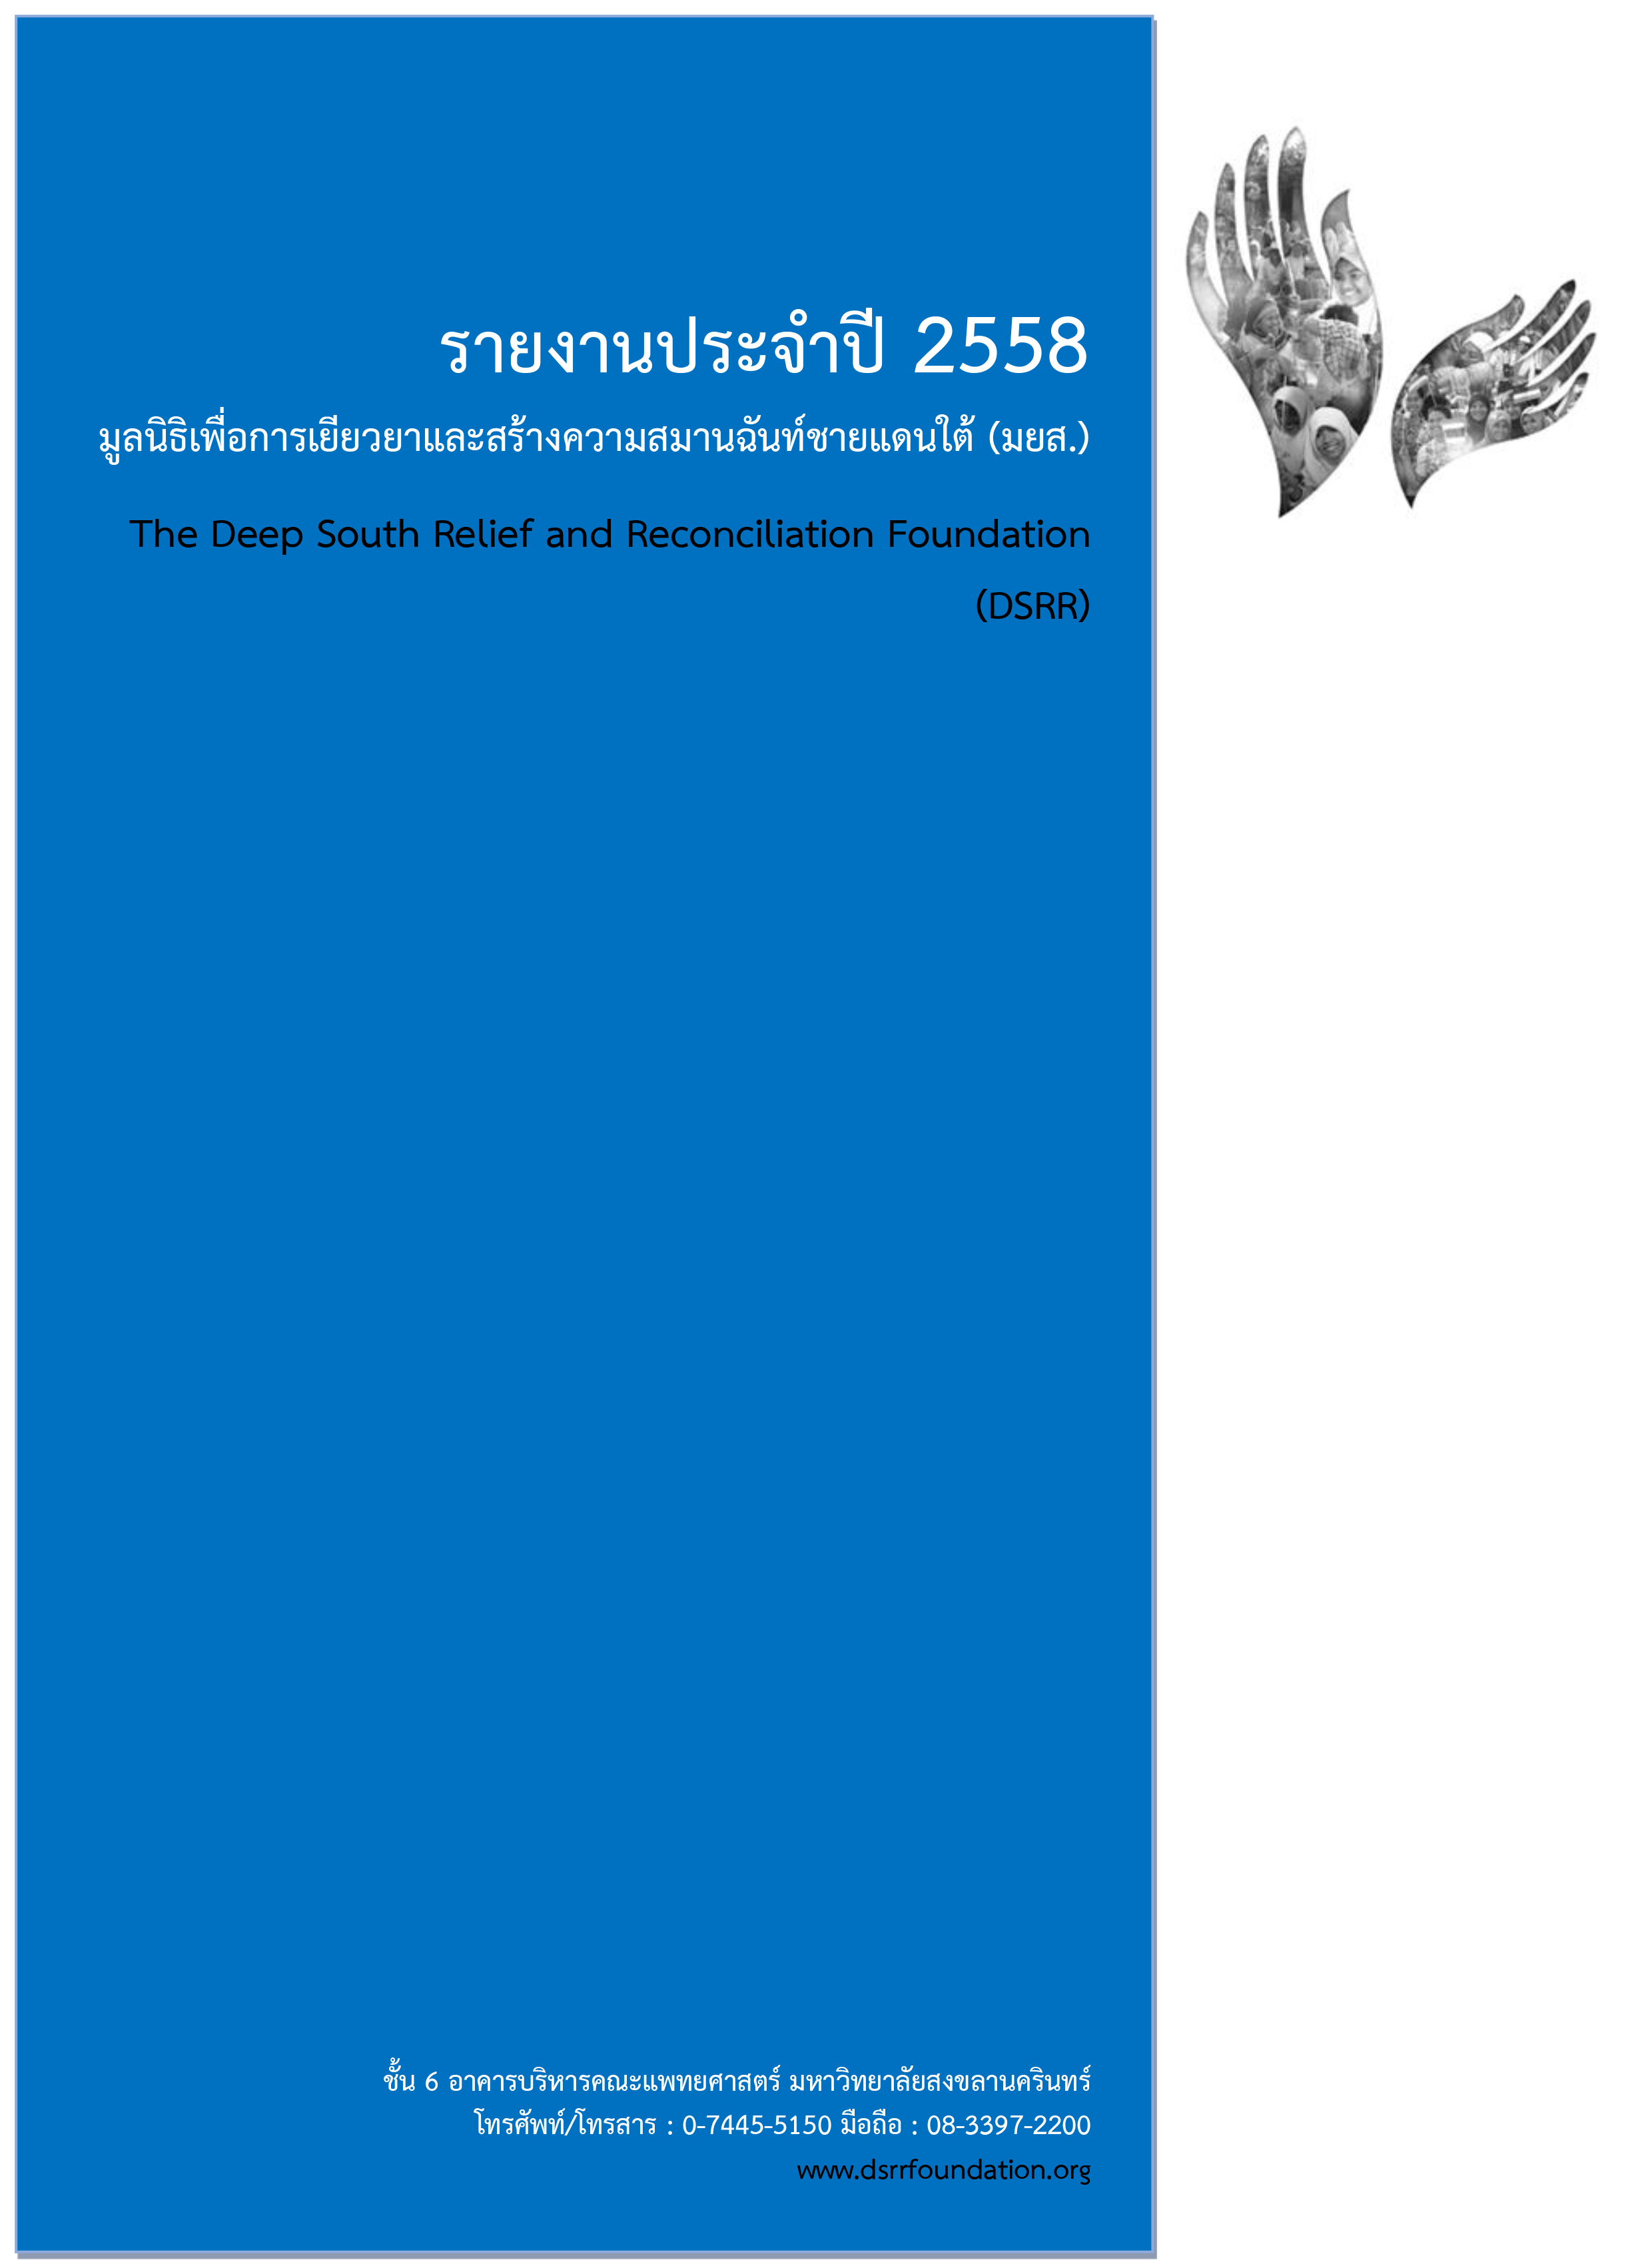 รายงานประจำปี 2558
มูลนิธิเพื่อการเยียวยาและสร้างความสมานฉันท์ชายแดนใต้ (มยส.)
The Deep South Relief and Reconciliation Foundation
(DSRR)
ชั้น 6 อาคารบริหารคณะแพทยศาสตร์ มหาวิทยาลัยสงขลานครินทร์
โทรศัพท์/โทรสาร : 0-7445-5150 มือถือ : 08-3397-2200
www.dsrrfoundation.org